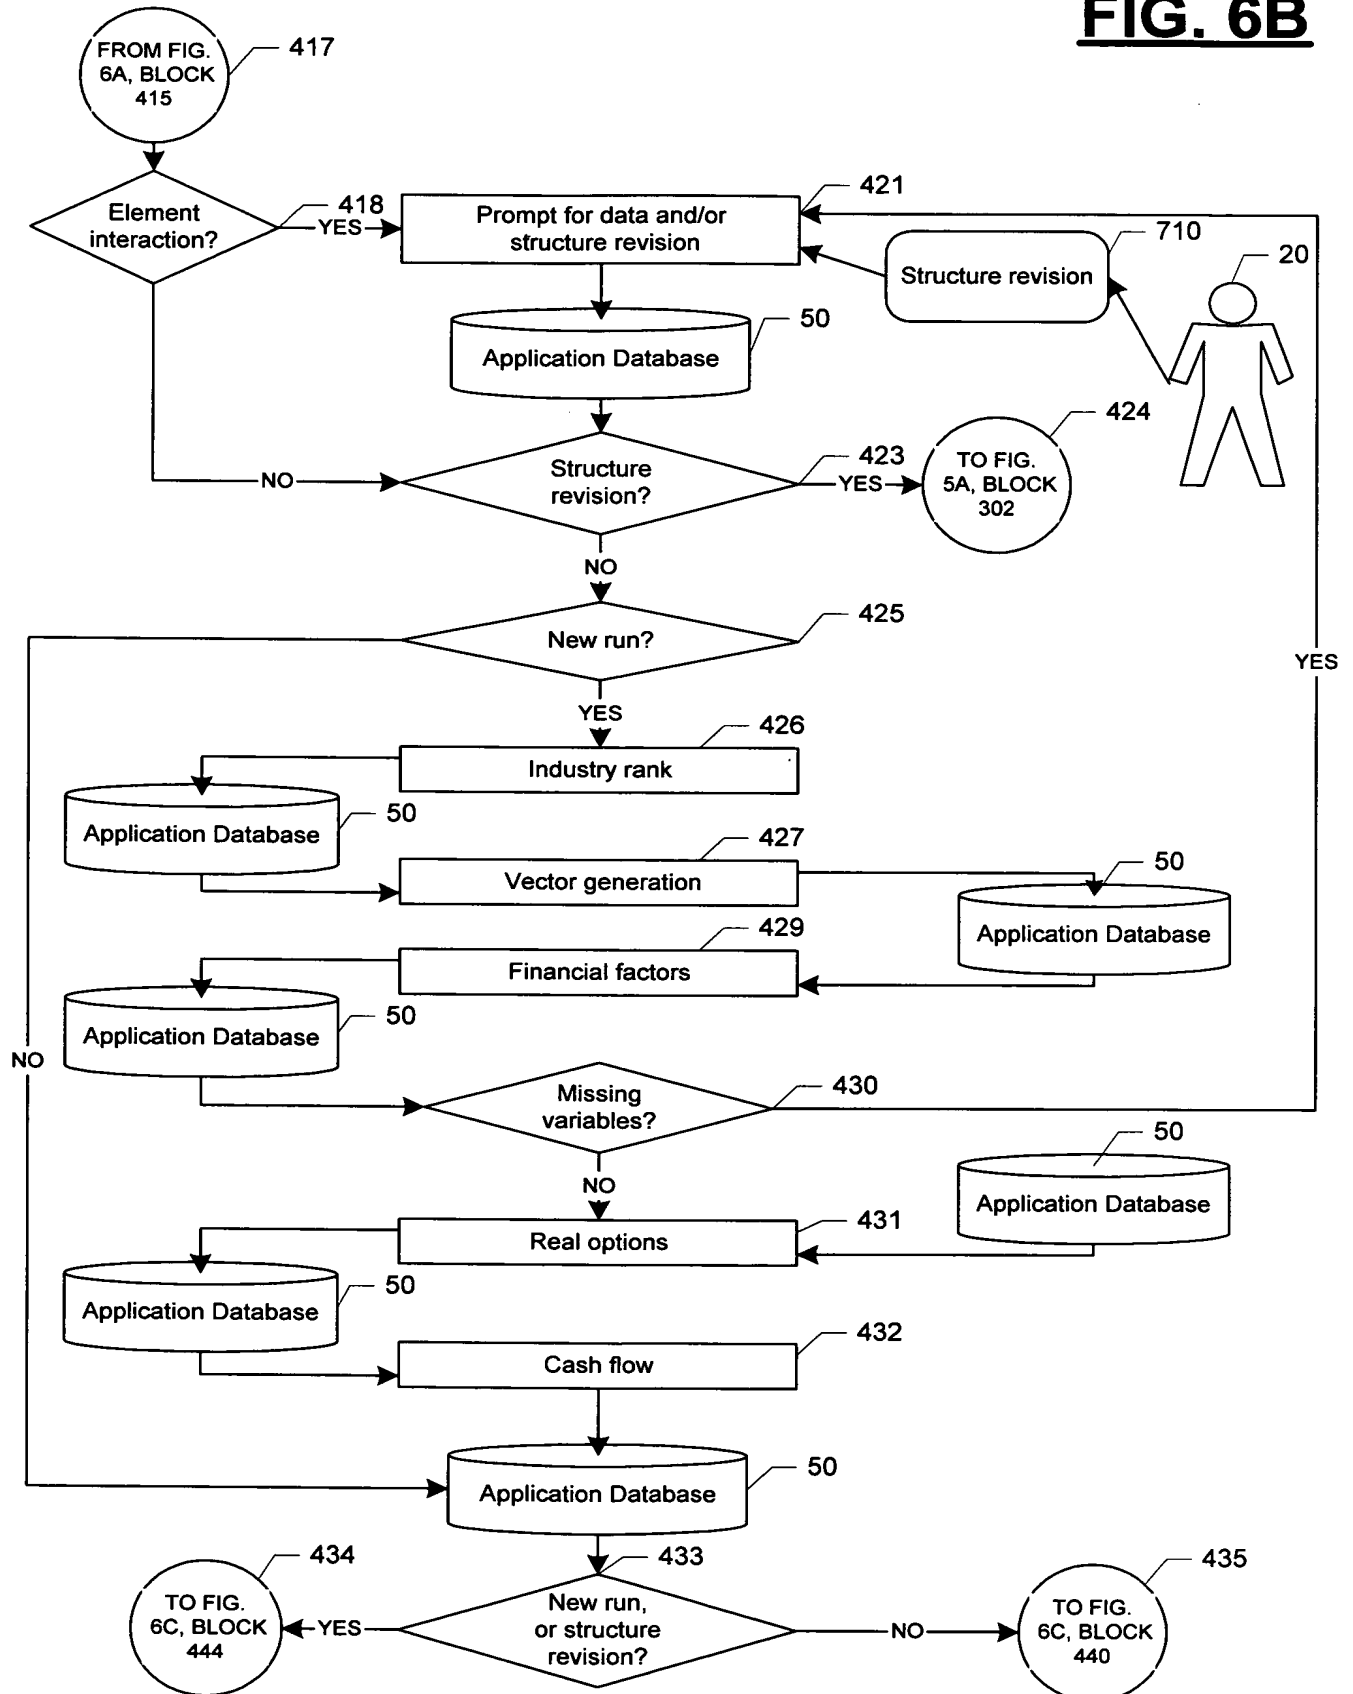 FIG. 6B
FROM FIG.
6A, BLOCK
415
417
Element
interaction?
418
YES
Prompt for data and/or
structure revision
421
Structure revision
710
20
Application Database
50
Structure
revision?
423
NO
YES
TO FIG.
5A, BLOCK
302
424
NO
New run?
425
YES
YES
Industry rank
426
Application Database
50
Vector generation
427
Application Database
50
Financial factors
429
Application Database
50
NO
Missing
variables?
430
NO
Application Database
50
Real options
431
Application Database
50
Cash flow
432
Application Database
50
New run,
or structure
revision?
433
YES
TO FIG.
6C, BLOCK
444
434
NO
TO FIG.
6C, BLOCK
440
435